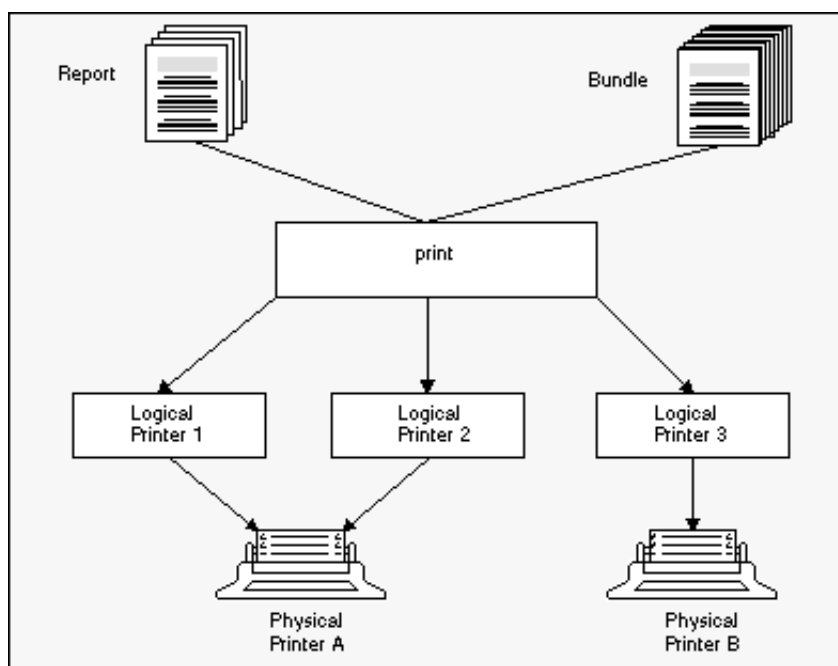 Report
Bundle
print
Logical
Printer 1
Logical
Printer 2
Logical
Printer 3
Physical
Printer A
Physical
Printer B